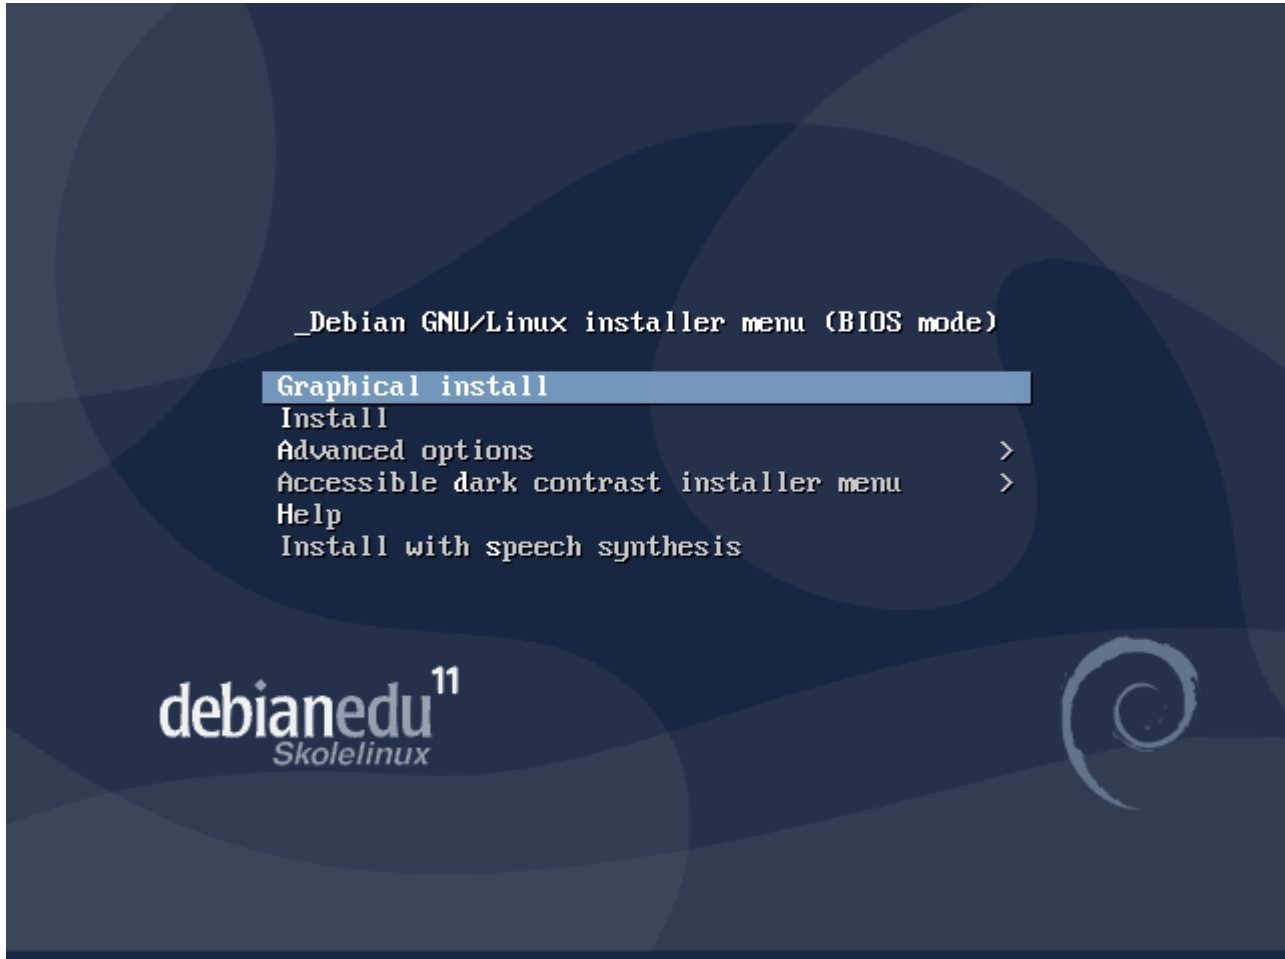 _Debian GNU/Linux installer menu (BIOS mode)
Graphical install
Install
Advanced options >
Accessible dark contrast installer menu >
Help
Install with speech synthesis
debianedu 11
Skolelinux